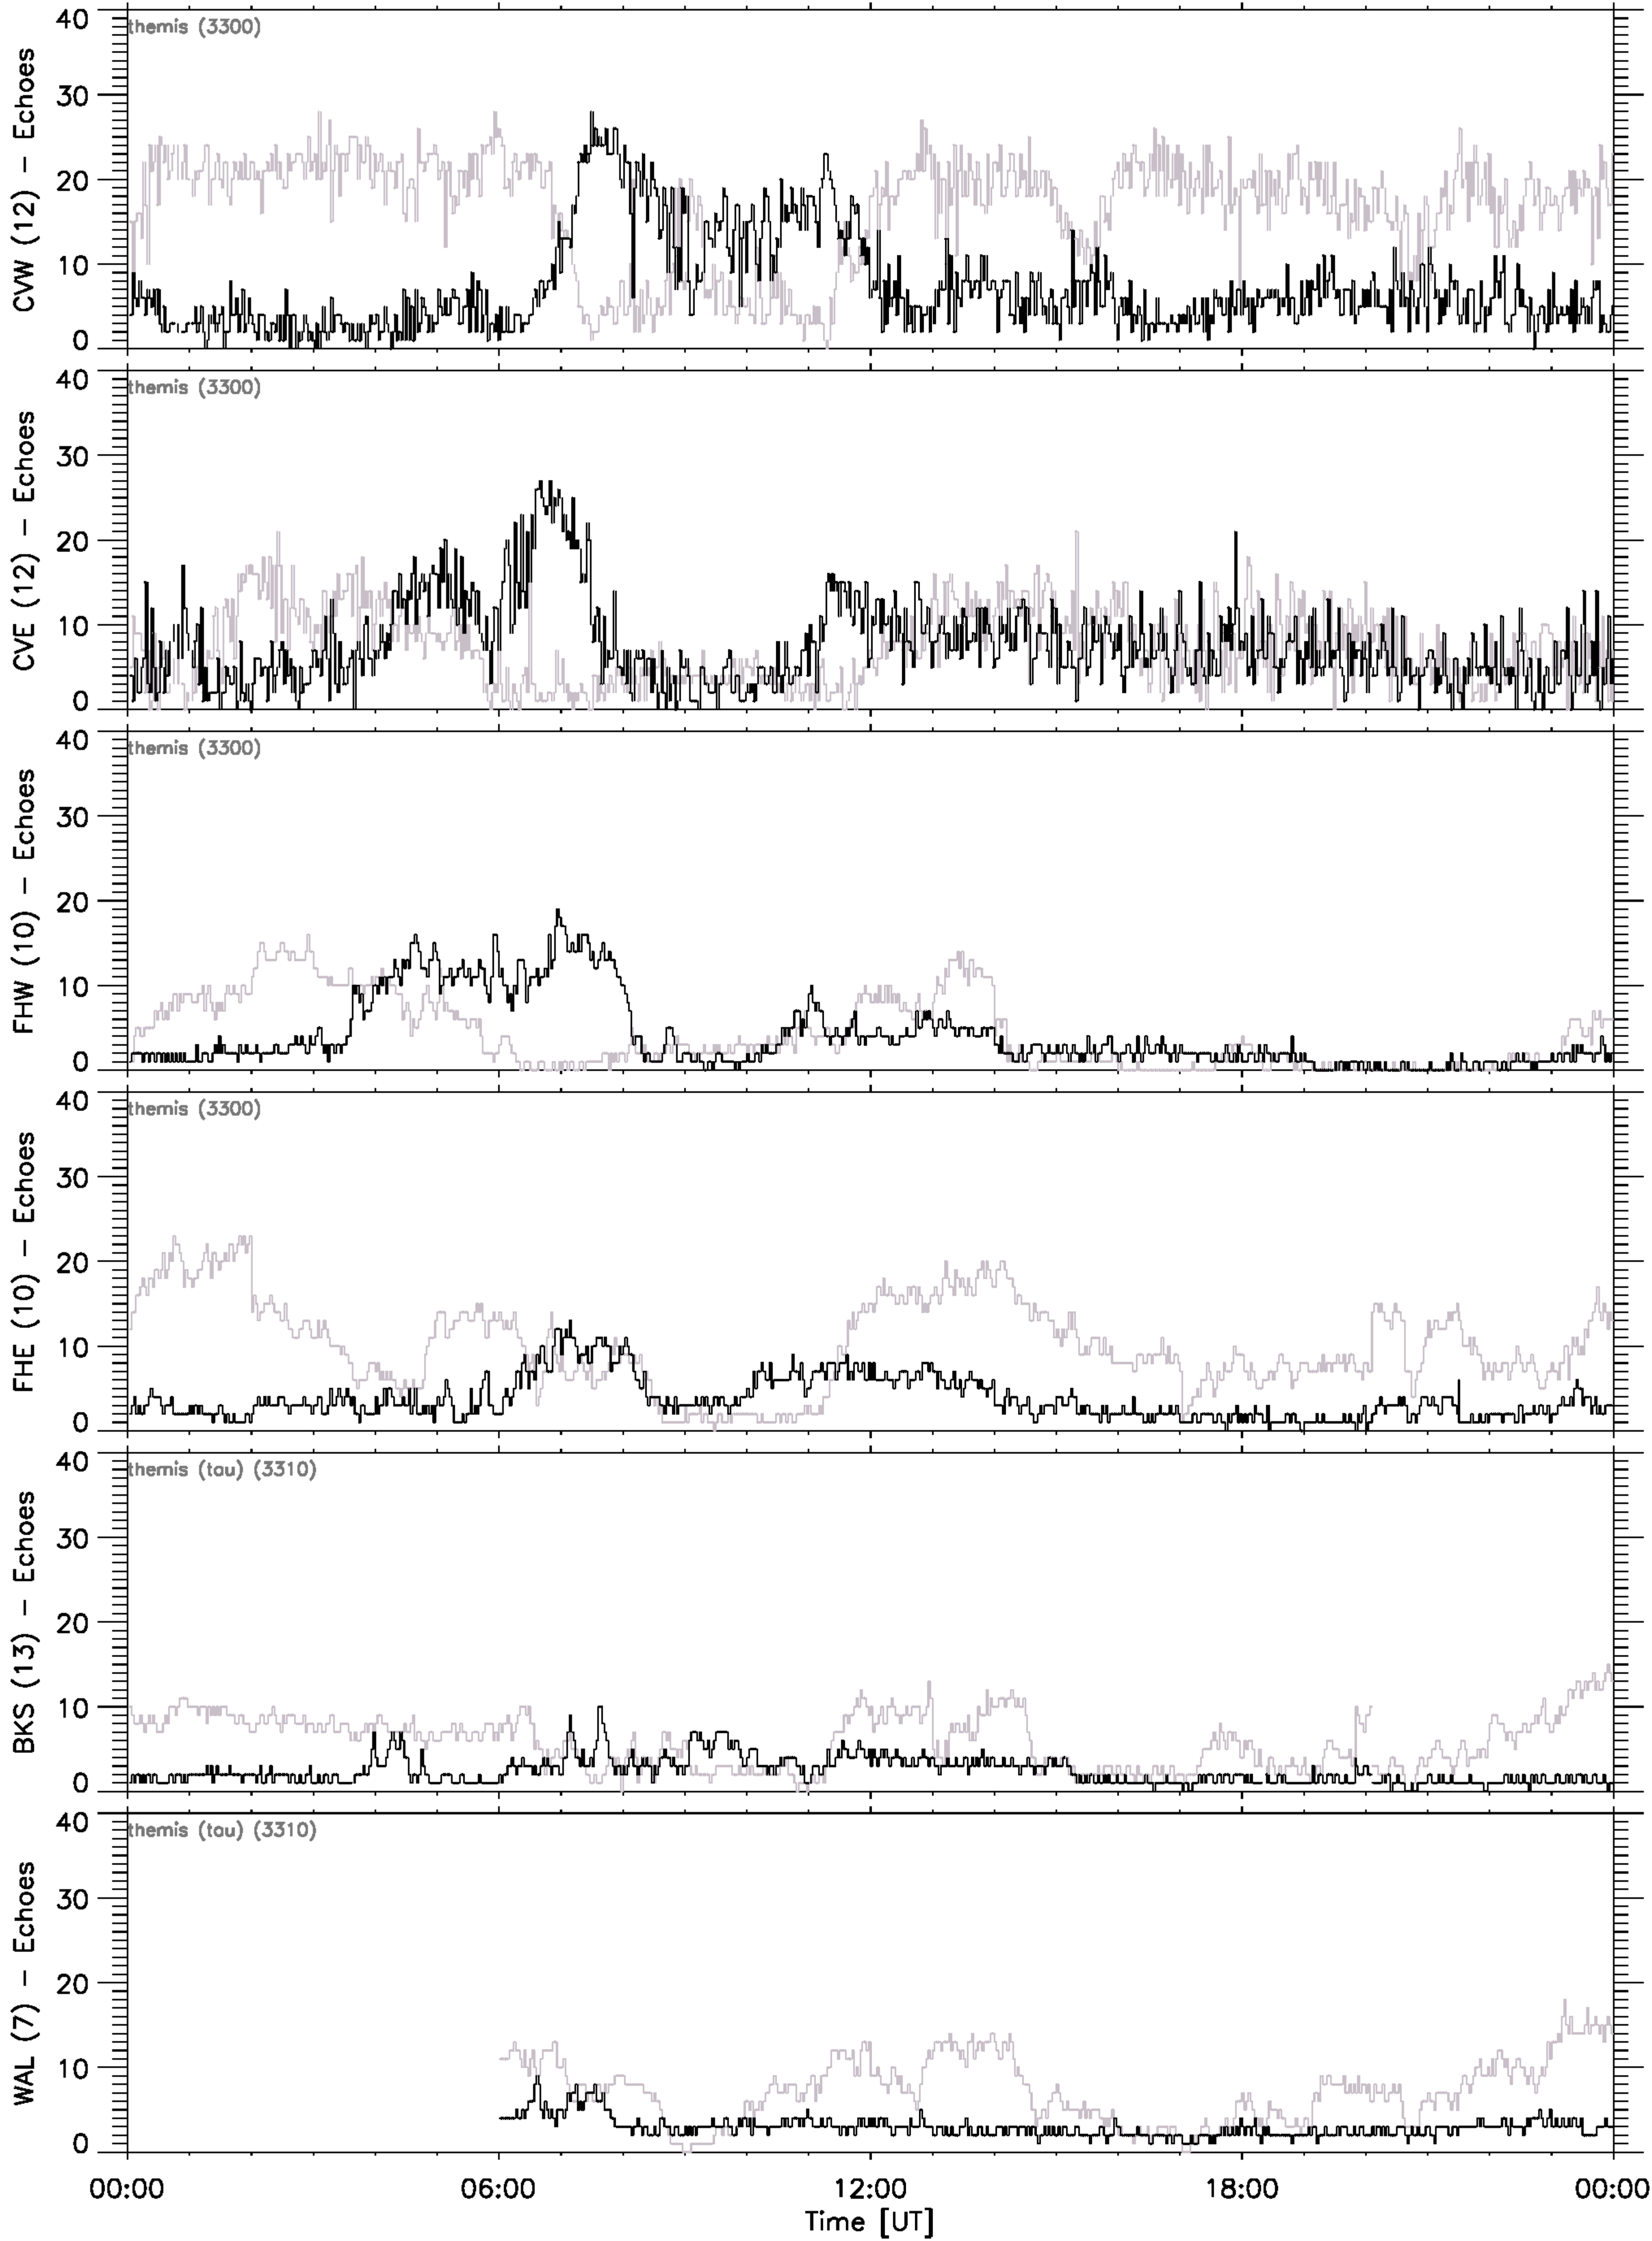 40
themis (3300)
30
20
10
0
CVW (12) – Echoes
40
themis (3300)
30
20
10
0
CVE (12) – Echoes
40
themis (3300)
30
20
10
0
FHW (10) – Echoes
40
themis (3300)
30
20
10
0
FHE (10) – Echoes
40
themis (tau) (3310)
30
20
10
0
BKS (13) – Echoes
40
themis (tau) (3310)
30
20
10
0
WAL (7) – Echoes
00:00 06:00 12:00 18:00 00:00
Time [UT]